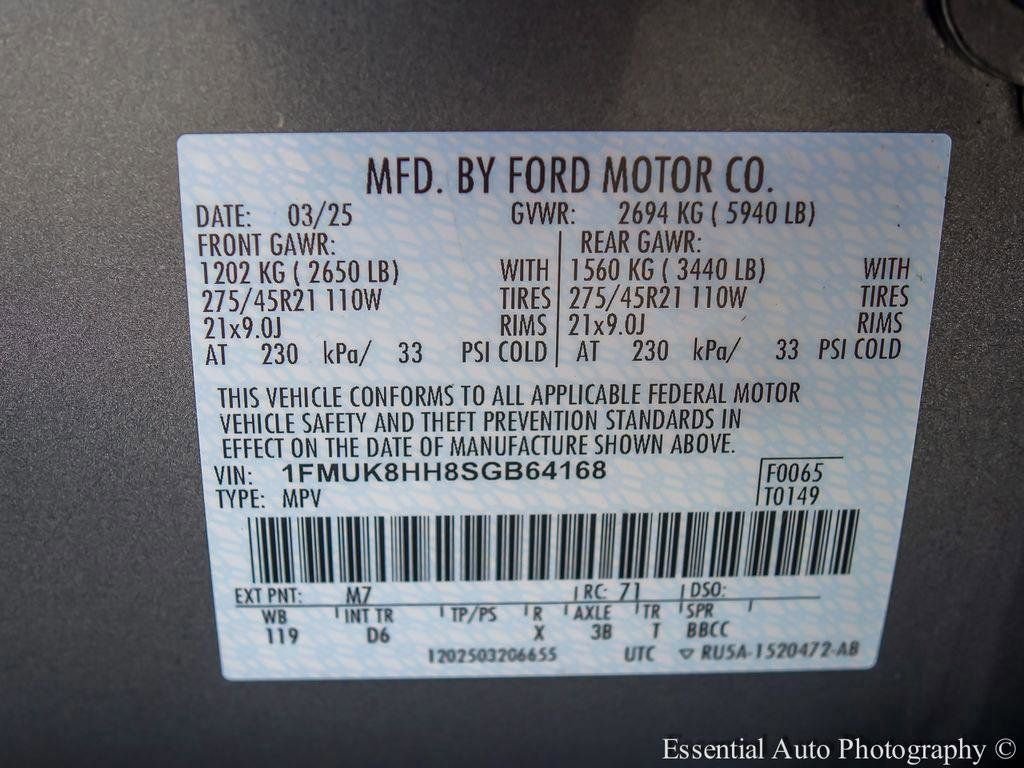 MFD. BY FORD MOTOR CO.
DATE: 03/25 GVWR: 2694 KG ( 5940 LB)
FRONT GAWR: REAR GAWR:
1202 KG ( 2650 LB) WITH 1560 KG ( 3440 LB) WITH
275/45R21 110W TIRES 275/45R21 110W TIRES
21x9.0J RIMS 21x9.0J RIMS
AT 230 kPa/ 33 PSI COLD AT 230 kPa/ 33 PSI COLD
THIS VEHICLE CONFORMS TO ALL APPLICABLE FEDERAL MOTOR
VEHICLE SAFETY AND THEFT PREVENTION STANDARDS IN
EFFECT ON THE DATE OF MANUFACTURE SHOWN ABOVE.
VIN: 1FMUK8HH8SGB64168 F0065
TYPE: MPV T0149
EXT PNT: M7 RC: 71 DSO:
WB INT TR TP/PS R AXLE TR SPR
119 D6 X 3B T BBCC
1202503206655 UTC ▽ RU5A-1520472-AB
Essential Auto Photography ©